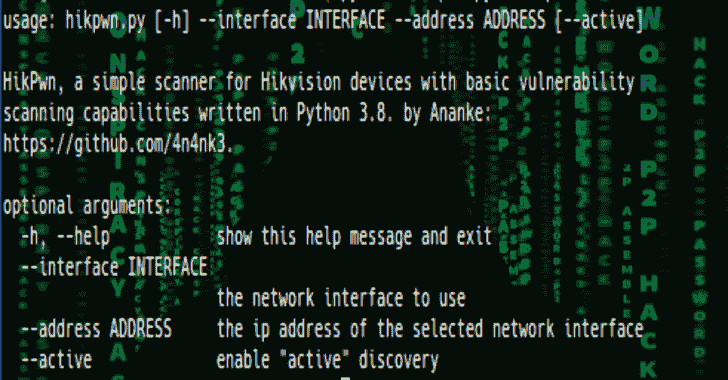 usage: hikpwn.py [-h] --interface INTERFACE --address ADDRESS [--active]
HikPwn, a simple scanner for Hikvision devices with basic vulnerability
scanning capabilities written in Python 3.8. by Ananke:
https://github.com/4n4nk3.
optional arguments:
-h, --help show this help message and exit
--interface INTERFACE
the network interface to use
--address ADDRESS the ip address of the selected network interface
--active enable "active" discovery